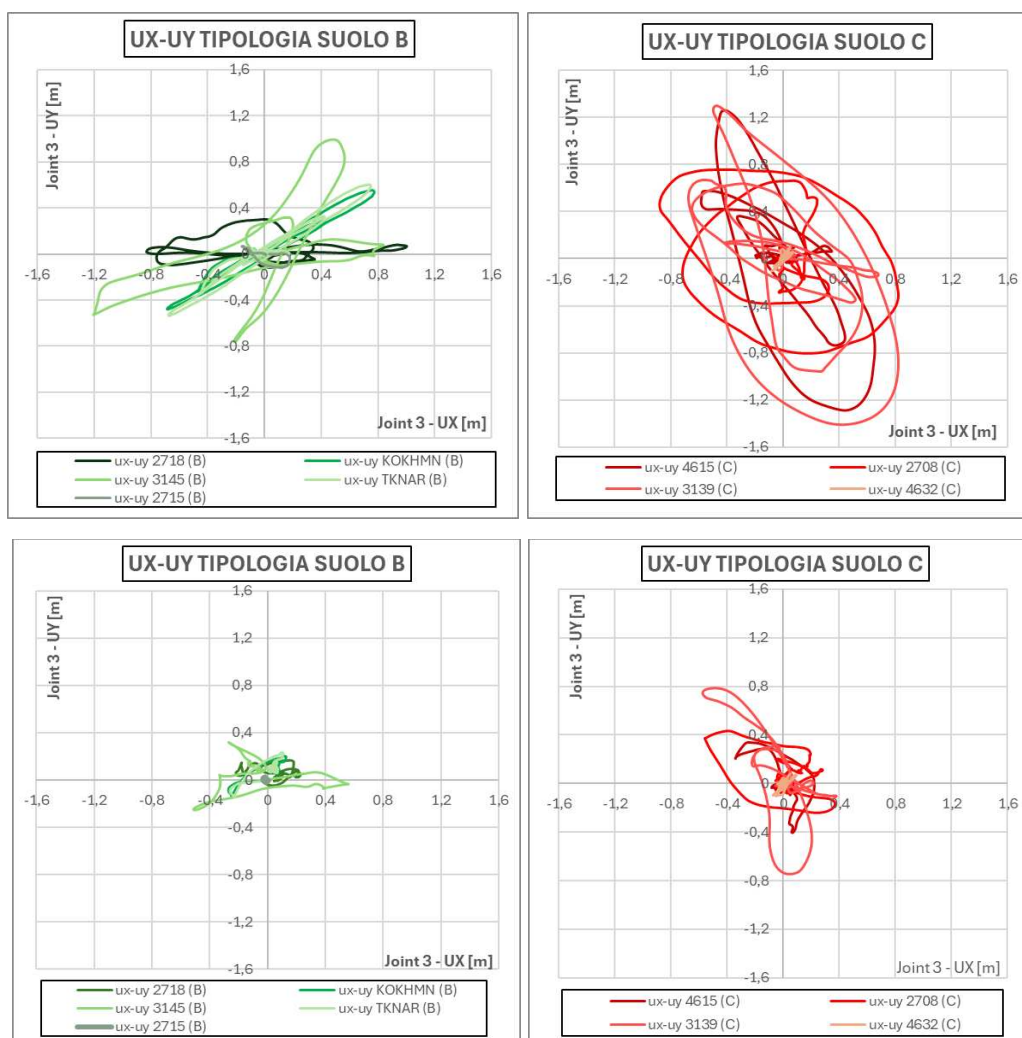 UX-UY TIPOLOGIA SUOLO B
Joint 3 - UY [m]
1,6
1,2
0,8
0,4
0
-1,6 -1,2 -0,8 -0,4 0 0,4 0,8 1,2 1,6
-0,4
-0,8
-1,2
-1,6
Joint 3 - UX [m]
ux-uy 2718 (B) ux-uy KOKHMN (B)
ux-uy 3145 (B) ux-uy TKNAR (B)
ux-uy 2715 (B)
UX-UY TIPOLOGIA SUOLO C
Joint 3 - UY [m]
1,6
1,2
0,8
0,4
0
-1,6 -1,2 -0,8 -0,4 0 0,4 0,8 1,2 1,6
-0,4
-0,8
-1,2
-1,6
Joint 3 - UX [m]
ux-uy 4615 (C) ux-uy 2708 (C)
ux-uy 3139 (C) ux-uy 4632 (C)
UX-UY TIPOLOGIA SUOLO B
Joint 3 - UY [m]
1,6
1,2
0,8
0,4
0
-1,6 -1,2 -0,8 -0,4 0 0,4 0,8 1,2 1,6
-0,4
-0,8
-1,2
-1,6
Joint 3 - UX [m]
ux-uy 2718 (B) ux-uy KOKHMN (B)
ux-uy 3145 (B) ux-uy TKNAR (B)
ux-uy 2715 (B)
UX-UY TIPOLOGIA SUOLO C
Joint 3 - UY [m]
1,6
1,2
0,8
0,4
0
-1,6 -1,2 -0,8 -0,4 0 0,4 0,8 1,2 1,6
-0,4
-0,8
-1,2
-1,6
Joint 3 - UX [m]
ux-uy 4615 (C) ux-uy 2708 (C)
ux-uy 3139 (C) ux-uy 4632 (C)